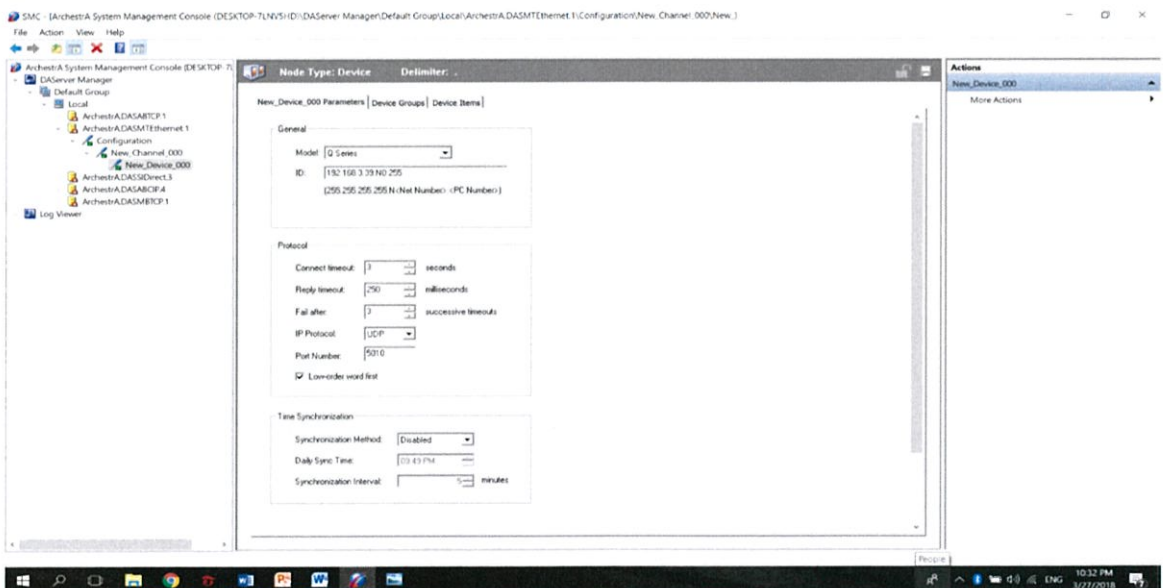 SMC - [ArchestrA System Management Console (DESKTOP-7LNV5HD)\DAServer Manager\Default Group\Local\ArchestrA.DASMTEthernet.1\Configuration\New_Channel_000\New_]
File Action View Help
ArchestrA System Management Console (DESKTOP-7L
DAServer Manager
Default Group
Local
ArchestrA.DASABTCP.1
ArchestrA.DASMTEthernet.1
Configuration
New_Channel_000
New_Device_000
ArchestrA.DASSIDirect.3
ArchestrA.DASABCIP.4
ArchestrA.DASMBTCP.1
Log Viewer
Node Type: Device Delimiter: .
New_Device_000 Parameters Device Groups Device Items
General
Model: Q Series
ID: 192.168.3.39:N0:255
(255.255.255.255:N<Net Number>:<PC Number>)
Protocol
Connect timeout: 3 seconds
Reply timeout: 250 milliseconds
Fail after: 3 successive timeouts
IP Protocol: UDP
Port Number: 5010
Low-order word first
Time Synchronization
Synchronization Method: Disabled
Daily Sync Time: 03:43 PM
Synchronization Interval: 5 minutes
Actions
New_Device_000
More Actions
People
ENG
10:32 PM
3/27/2018